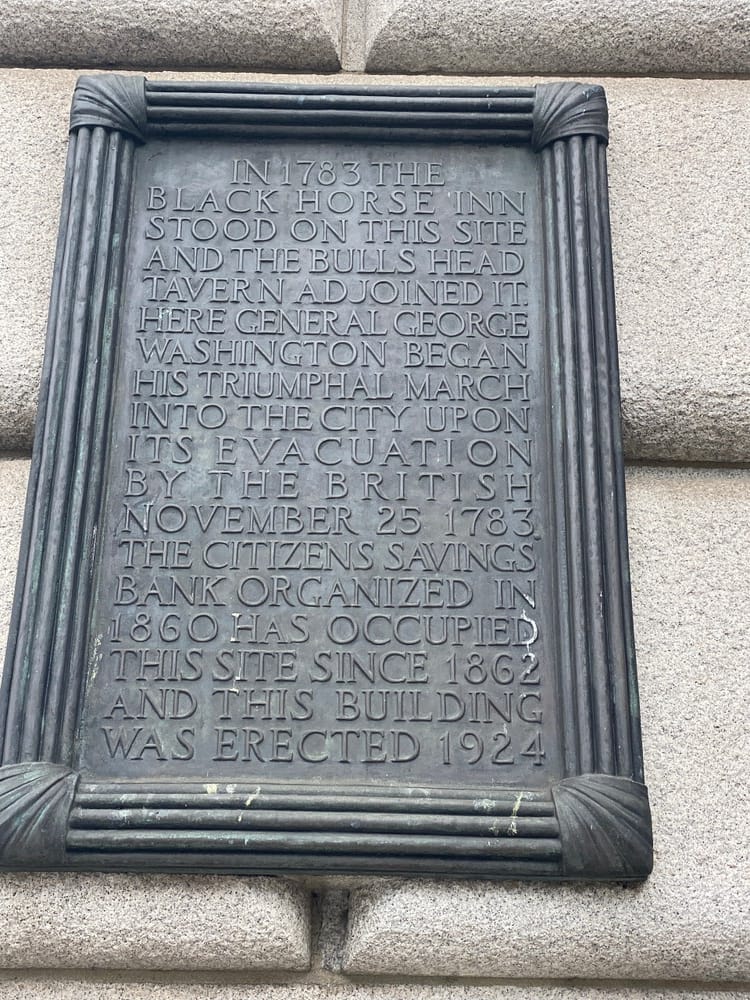 IN 1783 THE
BLACK HORSE INN
STOOD ON THIS SITE
AND THE BULLS HEAD
TAVERN ADJOINED IT.
HERE GENERAL GEORGE
WASHINGTON BEGAN
HIS TRIUMPHAL MARCH
INTO THE CITY UPON
ITS EVACUATION
BY THE BRITISH
NOVEMBER 25 1783.
THE CITIZENS SAVINGS
BANK ORGANIZED IN
1860 HAS OCCUPIED
THIS SITE SINCE 1862
AND THIS BUILDING
WAS ERECTED 1924